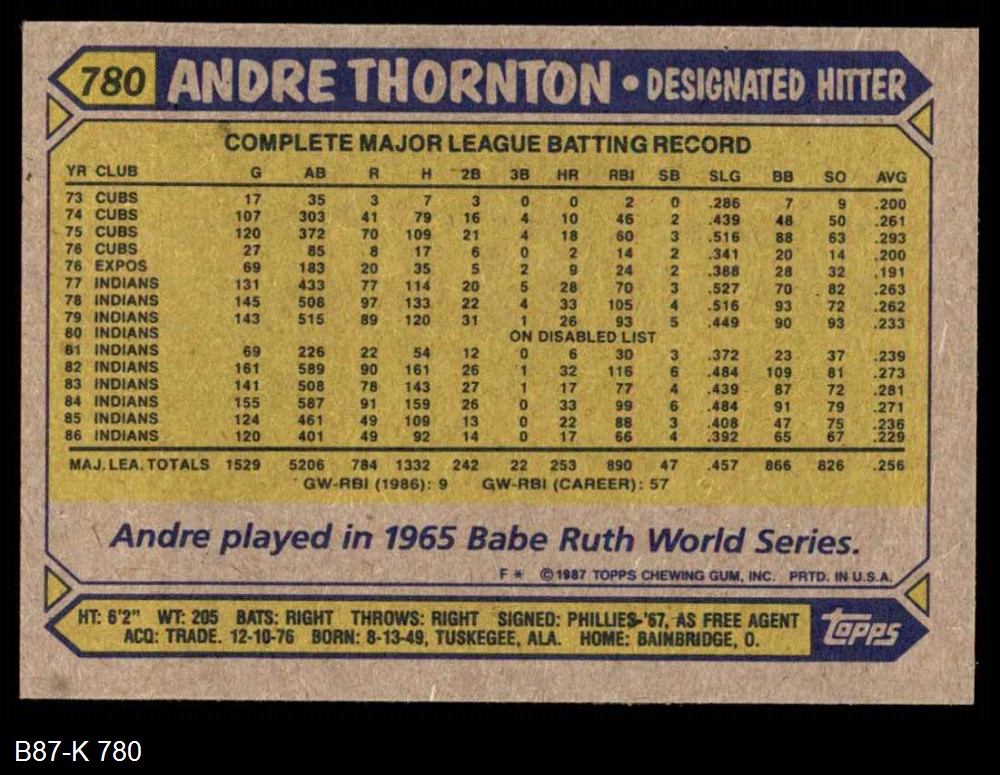 780 ANDRE THORNTON • DESIGNATED HITTER
COMPLETE MAJOR LEAGUE BATTING RECORD
YR CLUB G AB R H 2B 3B HR RBI SB SLG BB SO AVG
73 CUBS 17 35 3 7 3 0 0 2 0 .286 7 9 .200
74 CUBS 107 303 41 79 16 4 10 46 2 .439 48 50 .261
75 CUBS 120 372 70 109 21 4 18 60 3 .516 88 63 .293
76 CUBS 27 85 8 17 6 0 2 14 2 .341 20 14 .200
76 EXPOS 69 183 20 35 5 2 9 24 2 .388 28 32 .191
77 INDIANS 131 433 77 114 20 5 28 70 3 .527 70 82 .263
78 INDIANS 145 508 97 133 22 4 33 105 4 .516 93 72 .262
79 INDIANS 143 515 89 120 31 1 26 93 5 .449 90 93 .233
80 INDIANS ON DISABLED LIST
81 INDIANS 69 226 22 54 12 0 6 30 3 .372 23 37 .239
82 INDIANS 161 589 90 161 26 1 32 116 6 .484 109 81 .273
83 INDIANS 141 508 78 143 27 1 17 77 4 .439 87 72 .281
84 INDIANS 155 587 91 159 26 0 33 99 6 .484 91 79 .271
85 INDIANS 124 461 49 109 13 0 22 88 3 .408 47 75 .236
86 INDIANS 120 401 49 92 14 0 17 66 4 .392 65 67 .229
MAJ. LEA. TOTALS 1529 5206 784 1332 242 22 253 890 47 .457 866 826 .256
GW-RBI (1986): 9 GW-RBI (CAREER): 57
Andre played in 1965 Babe Ruth World Series.
F * © 1987 TOPPS CHEWING GUM, INC. PRTD. IN U.S.A.
HT: 6'2" WT: 205 BATS: RIGHT THROWS: RIGHT SIGNED: PHILLIES-'67, AS FREE AGENT
ACQ: TRADE. 12-10-76 BORN: 8-13-49, TUSKEGEE, ALA. HOME: BAINBRIDGE, O.
Topps
B87-K 780